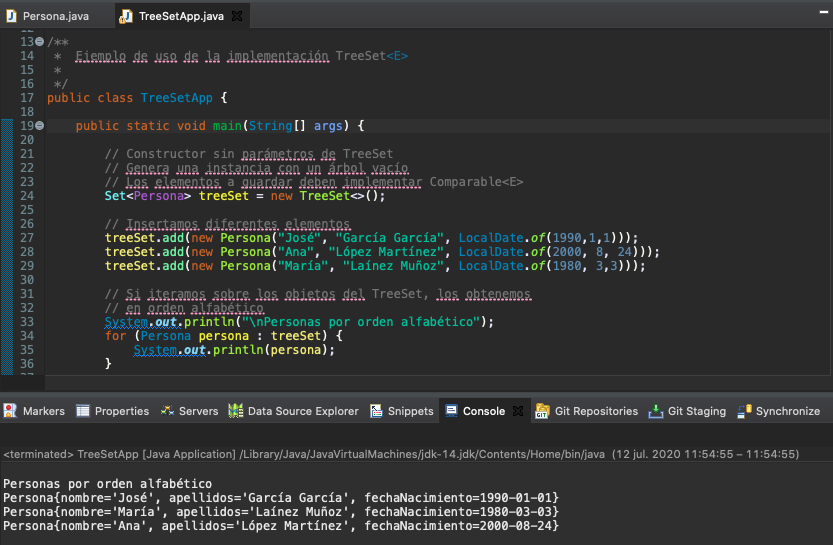 Persona.java
TreeSetApp.java
12
13 /**
14 * Ejemplo de uso de la implementación TreeSet<E>
15 *
16 */
17 public class TreeSetApp {
18
19 public static void main(String[] args) {
20
21 // Constructor sin parámetros de TreeSet
22 // Genera una instancia con un árbol vacío
23 // Los elementos a guardar deben implementar Comparable<E>
24 Set<Persona> treeSet = new TreeSet<>();
25
26 // Insertamos diferentes elementos
27 treeSet.add(new Persona("José", "García García", LocalDate.of(1990,1,1)));
28 treeSet.add(new Persona("Ana", "López Martínez", LocalDate.of(2000, 8, 24)));
29 treeSet.add(new Persona("María", "Laínez Muñoz", LocalDate.of(1980, 3,3)));
30
31 // Si iteramos sobre los objetos del TreeSet, los obtenemos
32 // en orden alfabético
33 System.out.println("\nPersonas por orden alfabético");
34 for (Persona persona : treeSet) {
35 System.out.println(persona);
36 }
Markers Properties Servers Data Source Explorer Snippets Console Git Repositories Git Staging Synchronize
<terminated> TreeSetApp [Java Application] /Library/Java/JavaVirtualMachines/jdk-14.jdk/Contents/Home/bin/java (12 jul. 2020 11:54:55 – 11:54:55)
Personas por orden alfabético
Persona{nombre='José', apellidos='García García', fechaNacimiento=1990-01-01}
Persona{nombre='María', apellidos='Laínez Muñoz', fechaNacimiento=1980-03-03}
Persona{nombre='Ana', apellidos='López Martínez', fechaNacimiento=2000-08-24}